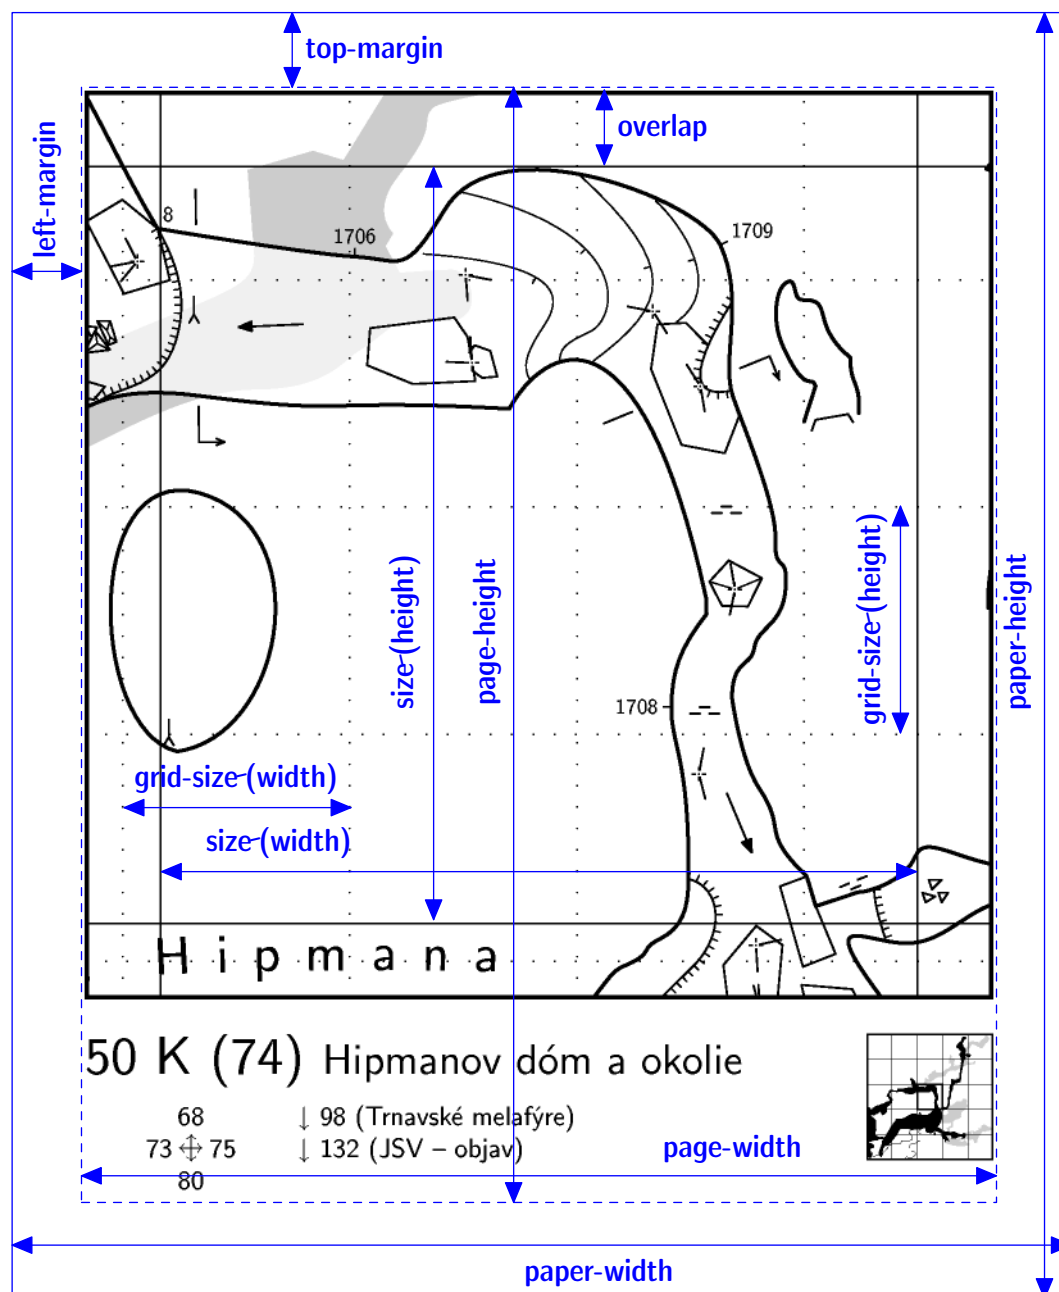 top-margin
overlap
left-margin
8
1706
1709
size (height)
page-height
grid-size (height)
paper-height
1708
grid-size (width)
size (width)
Hipmana
50 K (74) Hipmanov dóm a okolie
68
↓ 98 (Trnavské melafýre)
73 75
↓ 132 (JSV – objav)
page-width
80
paper-width